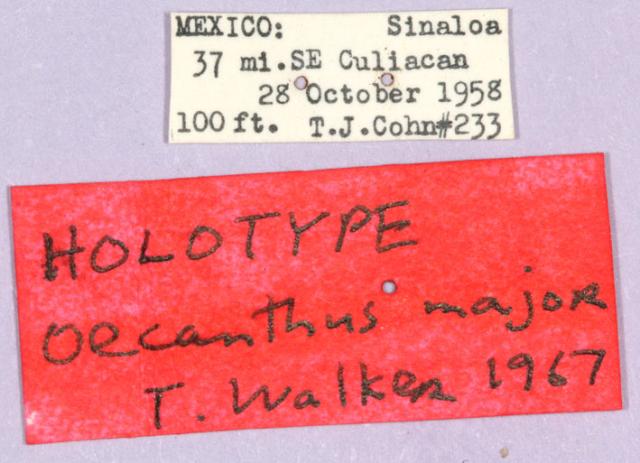 MEXICO: Sinaloa
37 mi.SE Culiacan
28 October 1958
100 ft. T.J.Cohn#233
HOLOTYPE
Oecanthus major
T. Walker 1967